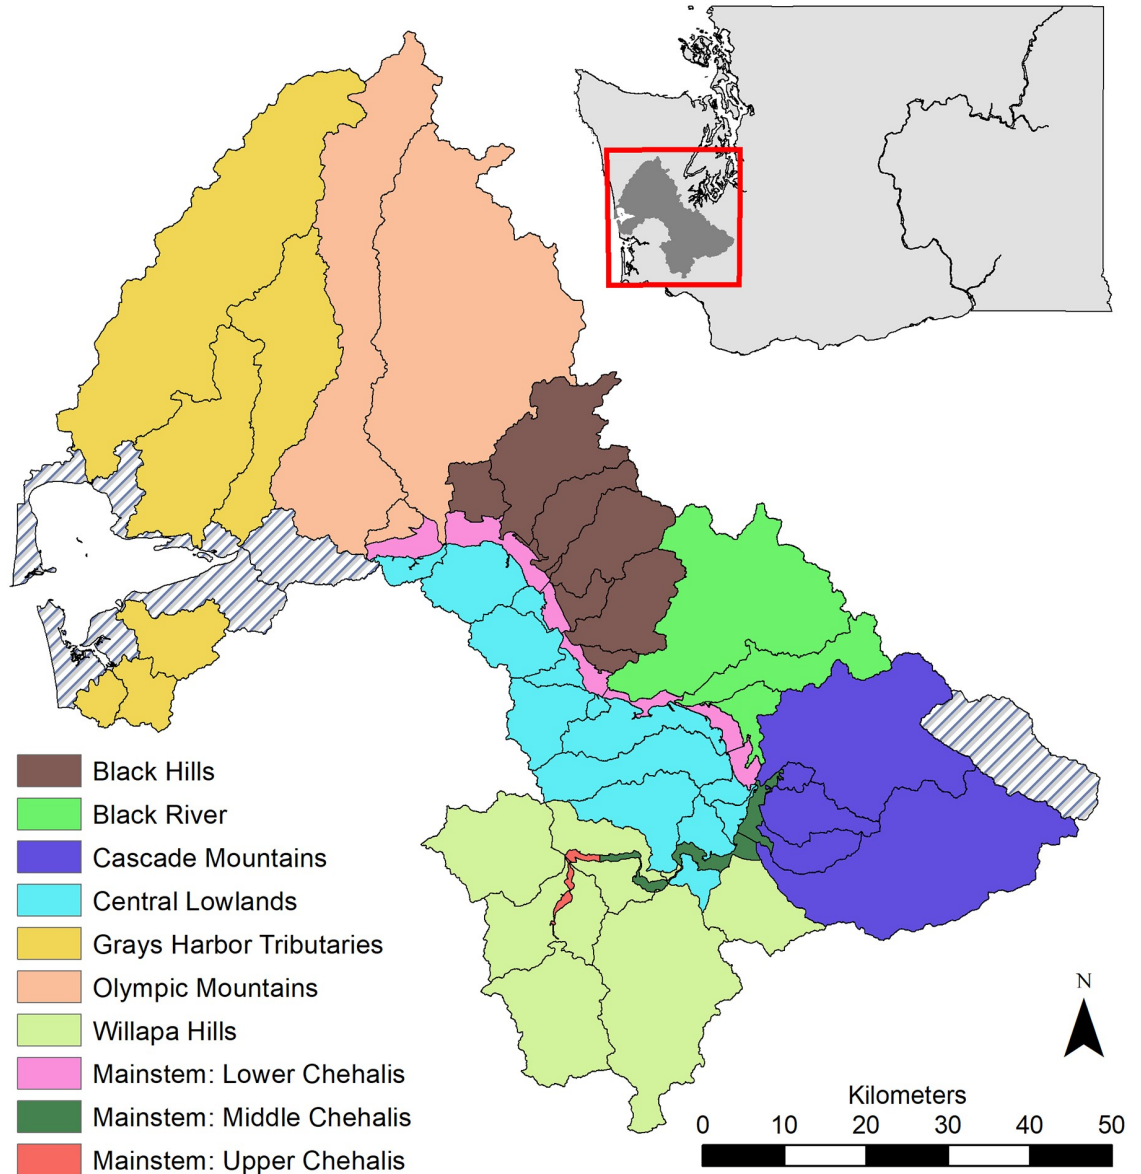 Black Hills
Black River
Cascade Mountains
Central Lowlands
Grays Harbor Tributaries
Olympic Mountains
Willapa Hills
Mainstem: Lower Chehalis
Mainstem: Middle Chehalis
Mainstem: Upper Chehalis
N
Kilometers
0 10 20 30 40 50